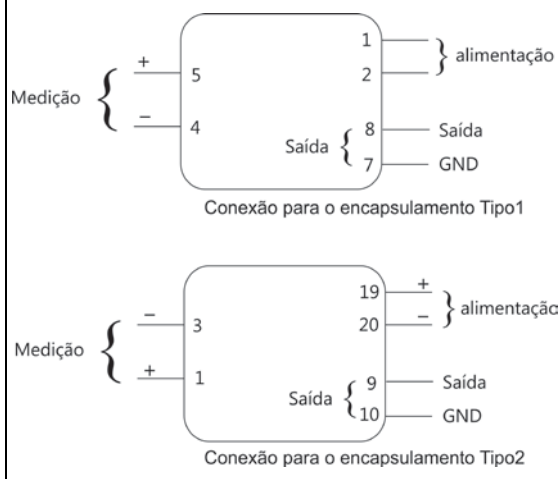 1
alimentação
+
5
2
Medição
−
4
8
Saída
Saída
7
GND
Conexão para o encapsulamento Tipo1
19
+
alimentação
−
3
20
−
Medição
+
1
9
Saída
Saída
10
GND
Conexão para o encapsulamento Tipo2